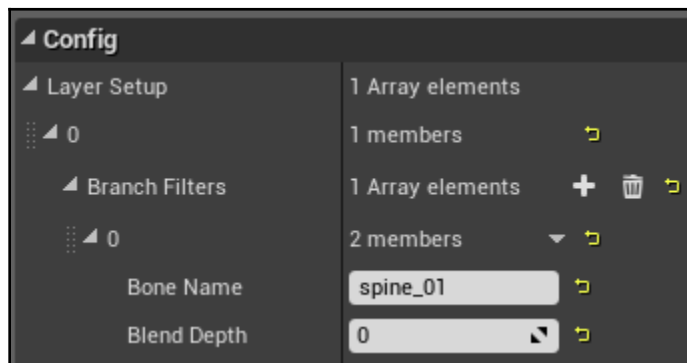 Config
Layer Setup 1 Array elements
0 1 members
Branch Filters 1 Array elements
0 2 members
Bone Name spine_01
Blend Depth 0